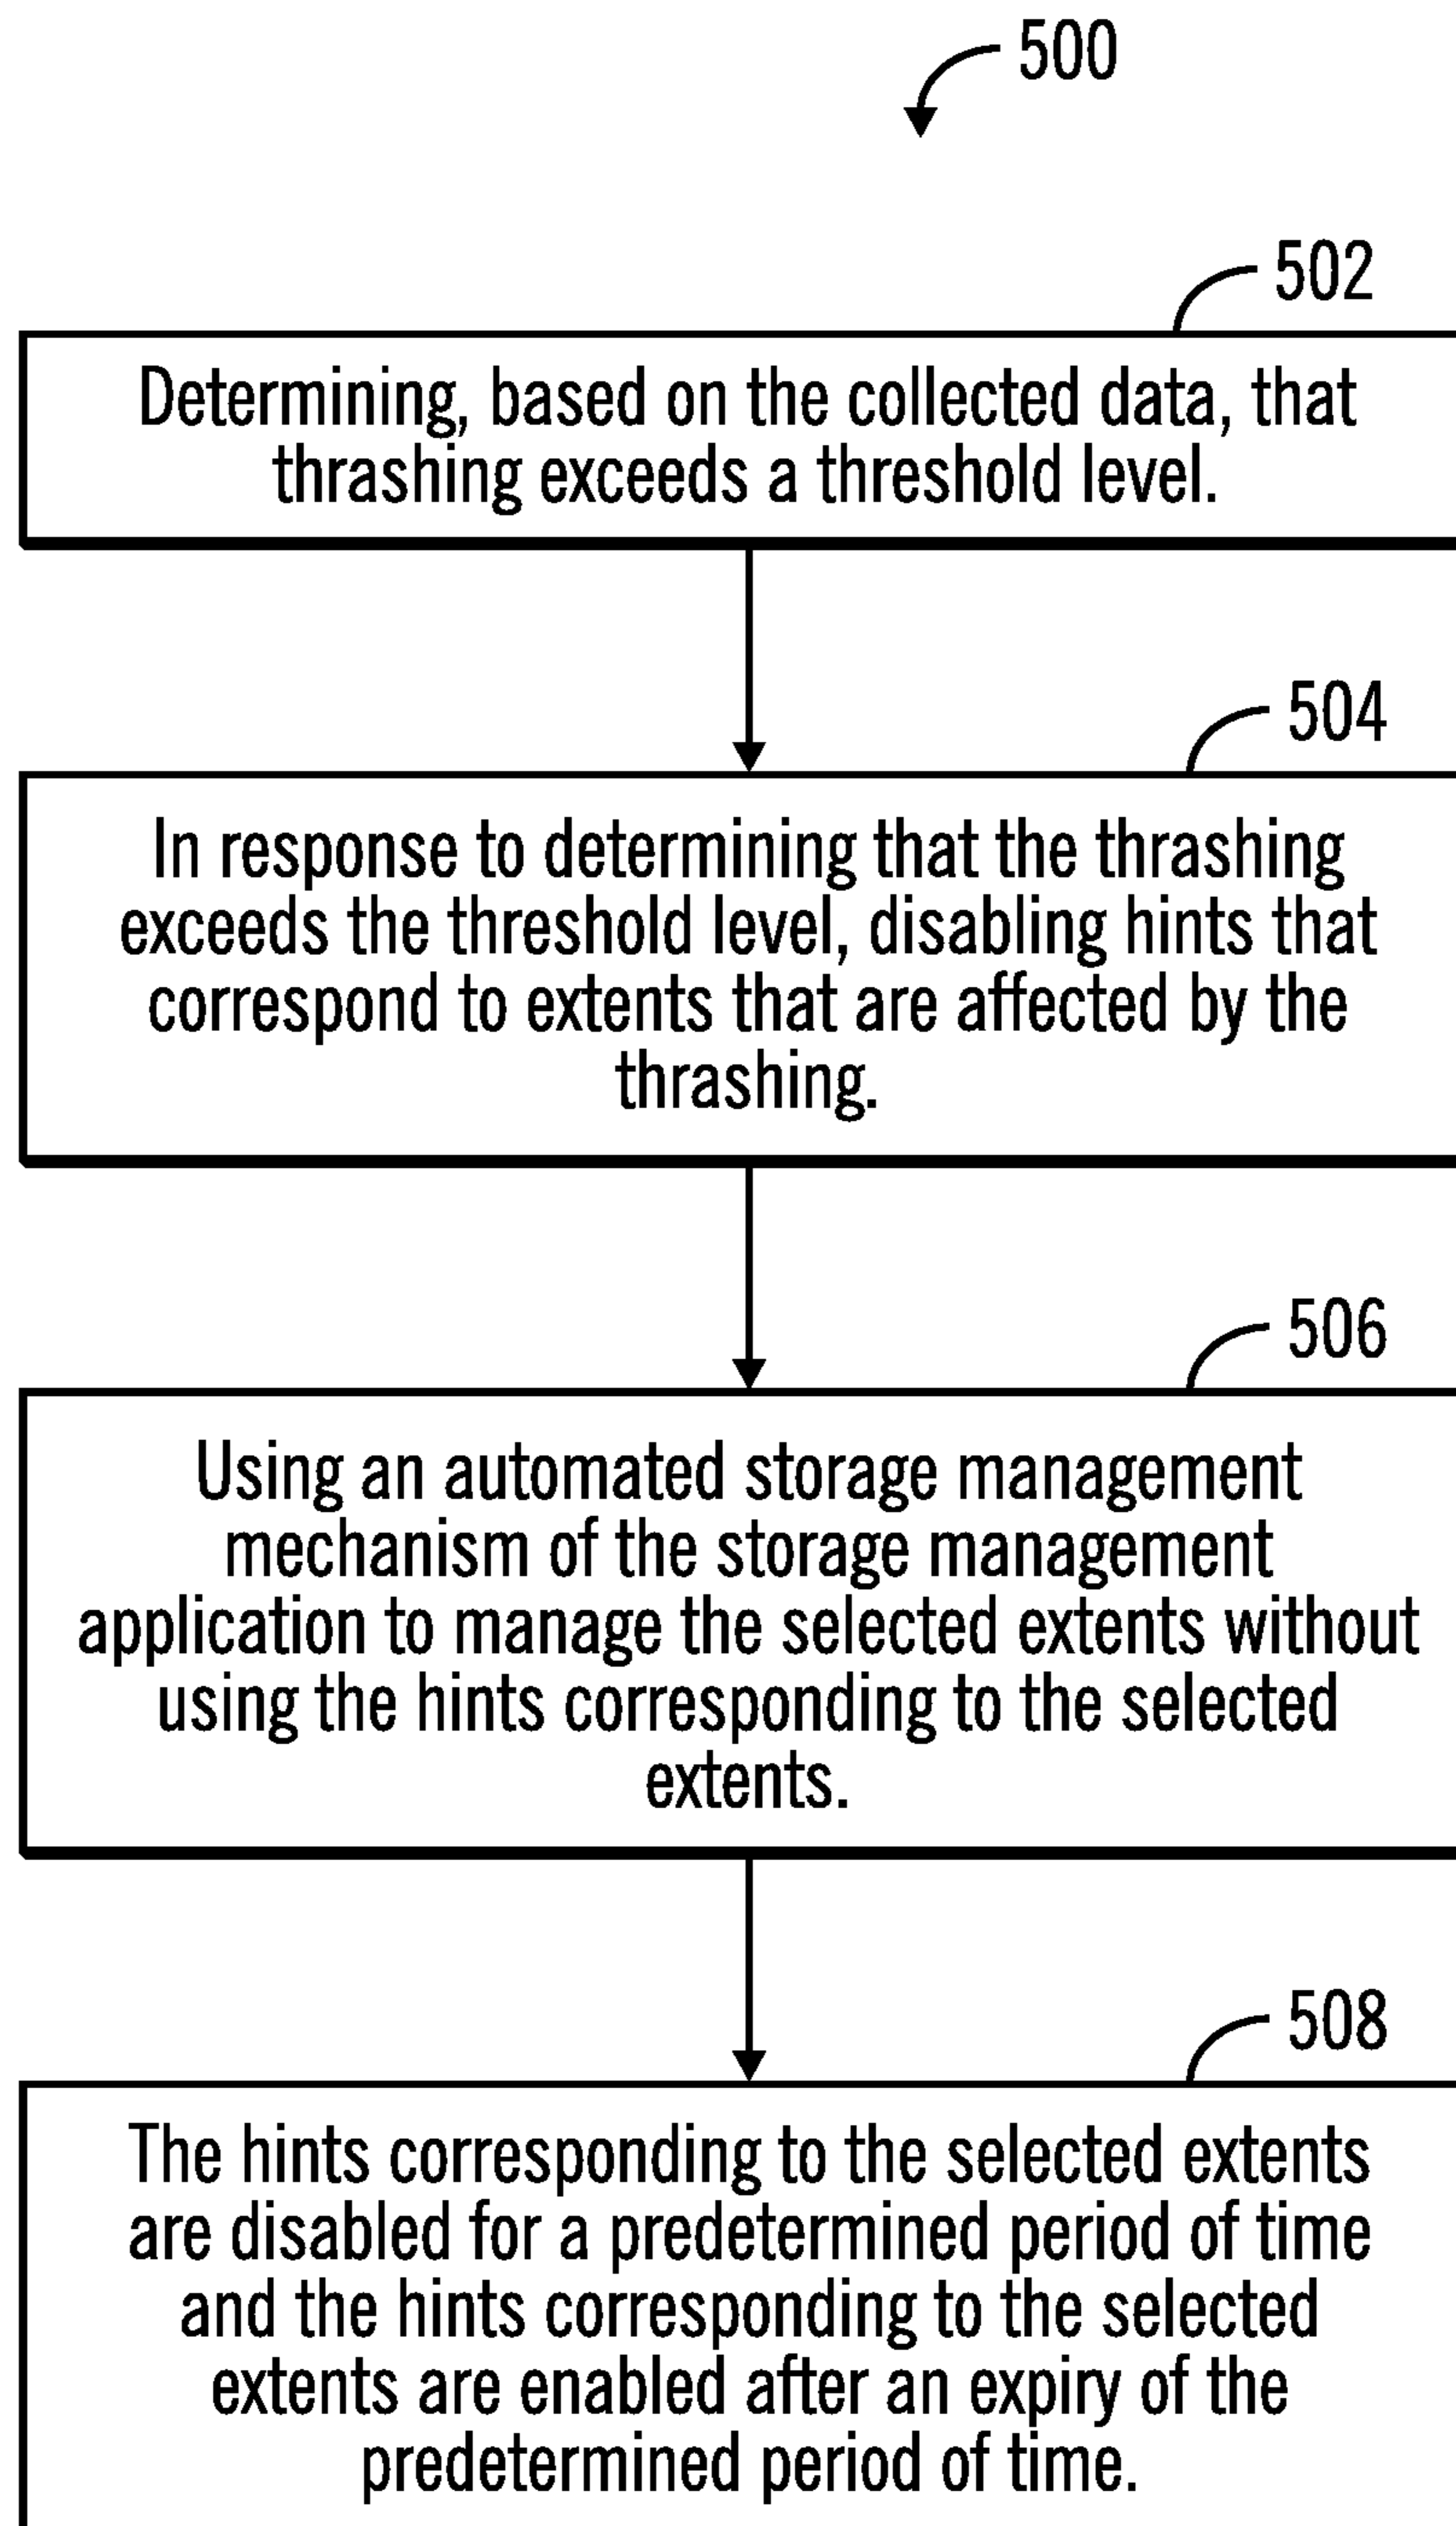 500
502
Determining, based on the collected data, that
thrashing exceeds a threshold level.
504
In response to determining that the thrashing
exceeds the threshold level, disabling hints that
correspond to extents that are affected by the
thrashing.
506
Using an automated storage management
mechanism of the storage management
application to manage the selected extents without
using the hints corresponding to the selected
extents.
508
The hints corresponding to the selected extents
are disabled for a predetermined period of time
and the hints corresponding to the selected
extents are enabled after an expiry of the
predetermined period of time.